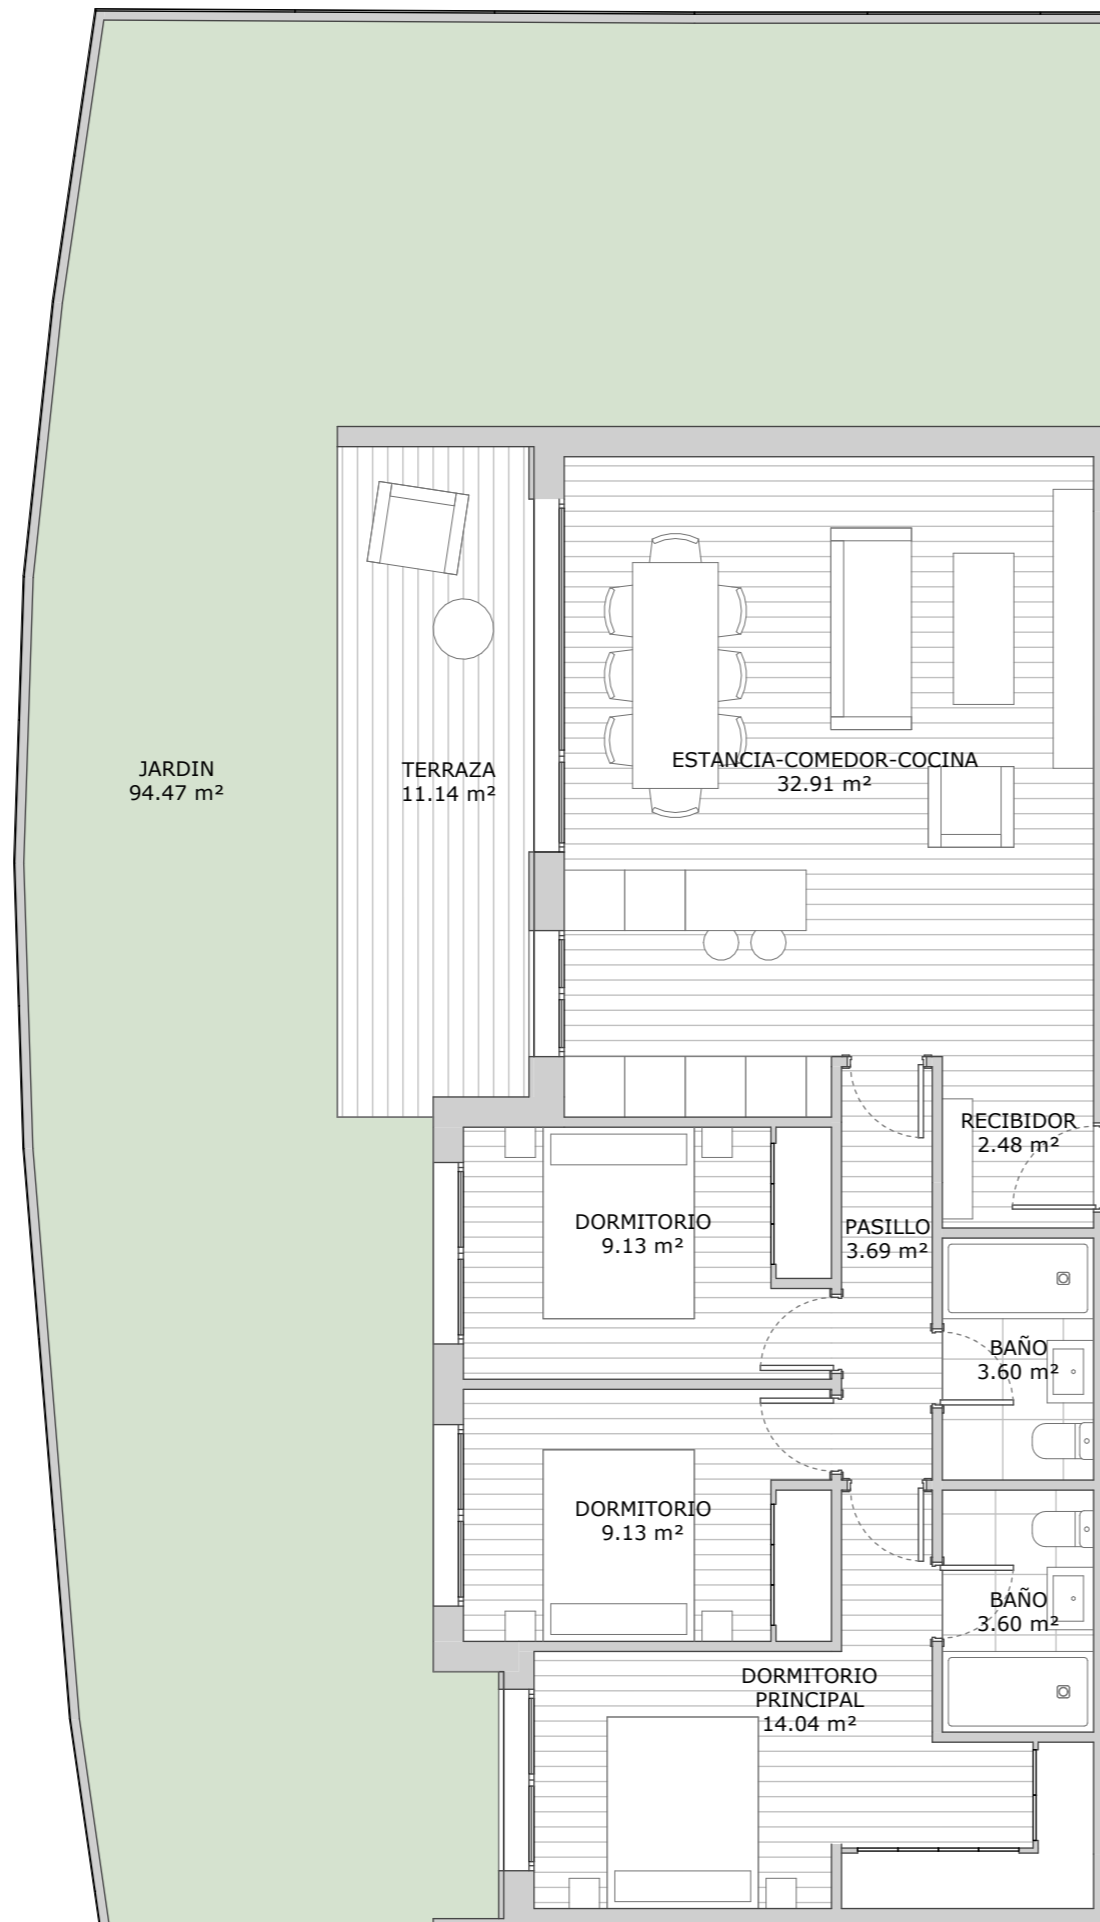 JARDIN
94.47 m²
TERRAZA
11.14 m²
ESTANCIA-COMEDOR-COCINA
32.91 m²
RECIBIDOR
2.48 m²
DORMITORIO
9.13 m²
PASILLO
3.69 m²
BAÑO
3.60 m²
DORMITORIO
9.13 m²
BAÑO
3.60 m²
DORMITORIO
PRINCIPAL
14.04 m²